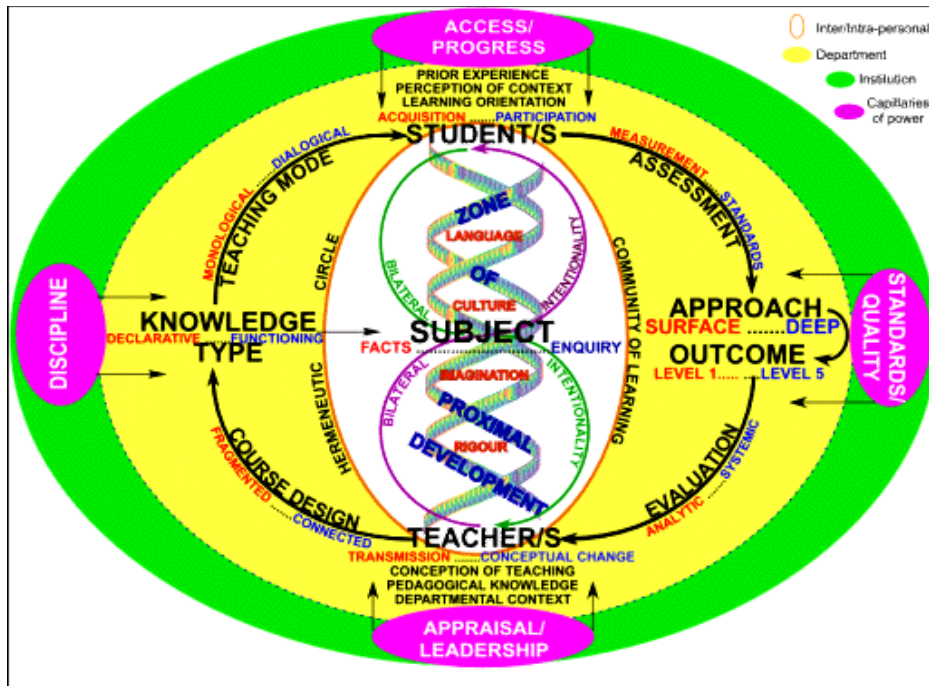 ACCESS/
PROGRESS
Inter/Intra-personal
Department
Instilution
Capillaries
of power
PRIOR EXPERIENCE
PERCEPTION OF CONTEXT
LEARNING ORIENTATION
ACQUISITION ......PARTICIPATION
STUDENT/S
MONOLOGICAL ......DIALOGICAL
TEACHING MODE
MEASUREMENT ......STANDARDS
ASSESSMENT
ZONE
LANGUAGE
OF
CULTURE
BILATERAL
INTENTIONALITY
HERMENEUTIC CIRCLE
COMMUNITY OF LEARNING
DISCIPLINE
KNOWLEDGE
DECLARATIVE ......FUNCTIONING
TYPE
SUBJECT
FACTS ......................ENQUIRY
APPROACH
SURFACE .......DEEP
OUTCOME
LEVEL 1..... .....LEVEL 5
STANDARDS/
QUALITY
IMAGINATION
PROXIMAL
RIGOUR
DEVELOPMENT
BILATERAL
INTENTIONALITY
COURSE DESIGN
FRAGMENTED ........CONNECTED
EVALUATION
ANALYTIC ........SYSTEMIC
TEACHER/S
TRANSMISSION ........CONCEPTUAL CHANGE
CONCEPTION OF TEACHING
PEDAGOGICAL KNOWLEDGE
DEPARTMENTAL CONTEXT
APPRAISAL/
LEADERSHIP